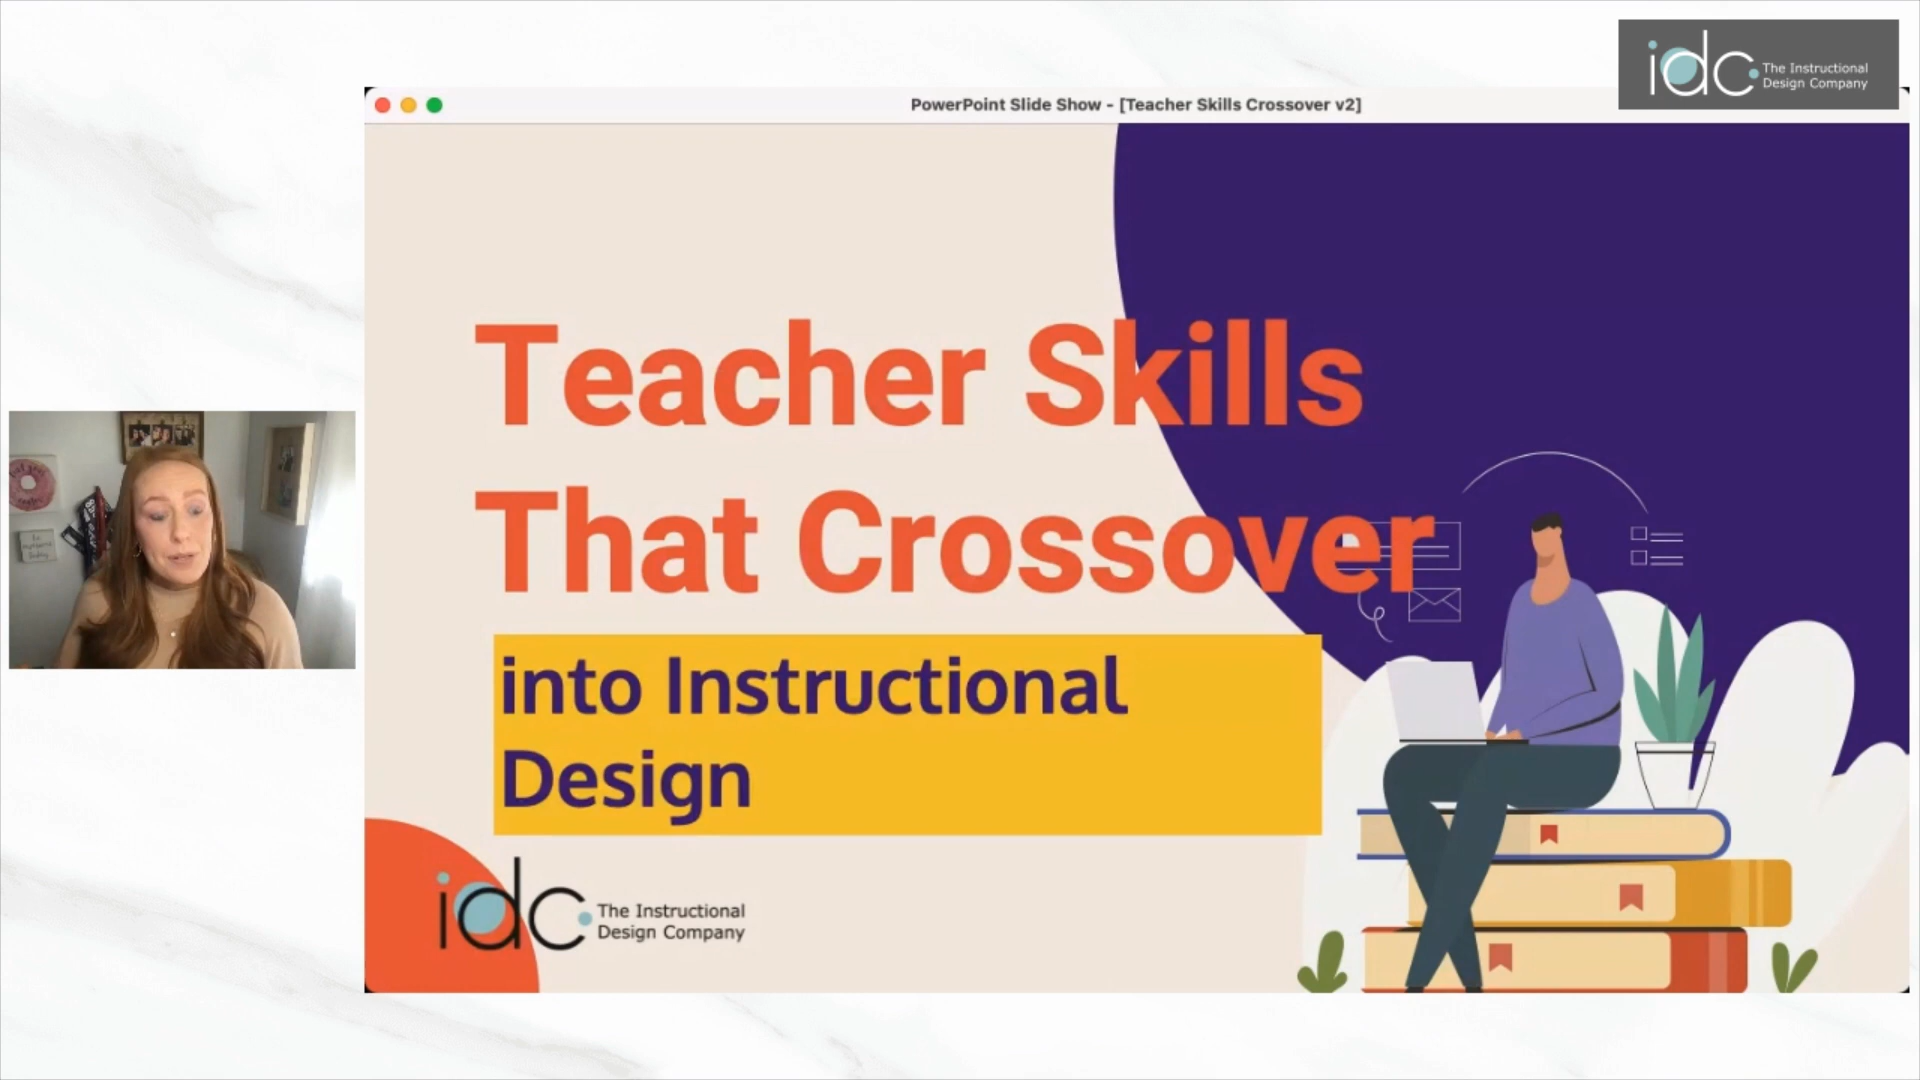 idc The Instructional
Design Company
PowerPoint Slide Show - [Teacher Skills Crossover v2]
Teacher Skills
That Crossover
into Instructional
Design
idc The Instructional
Design Company